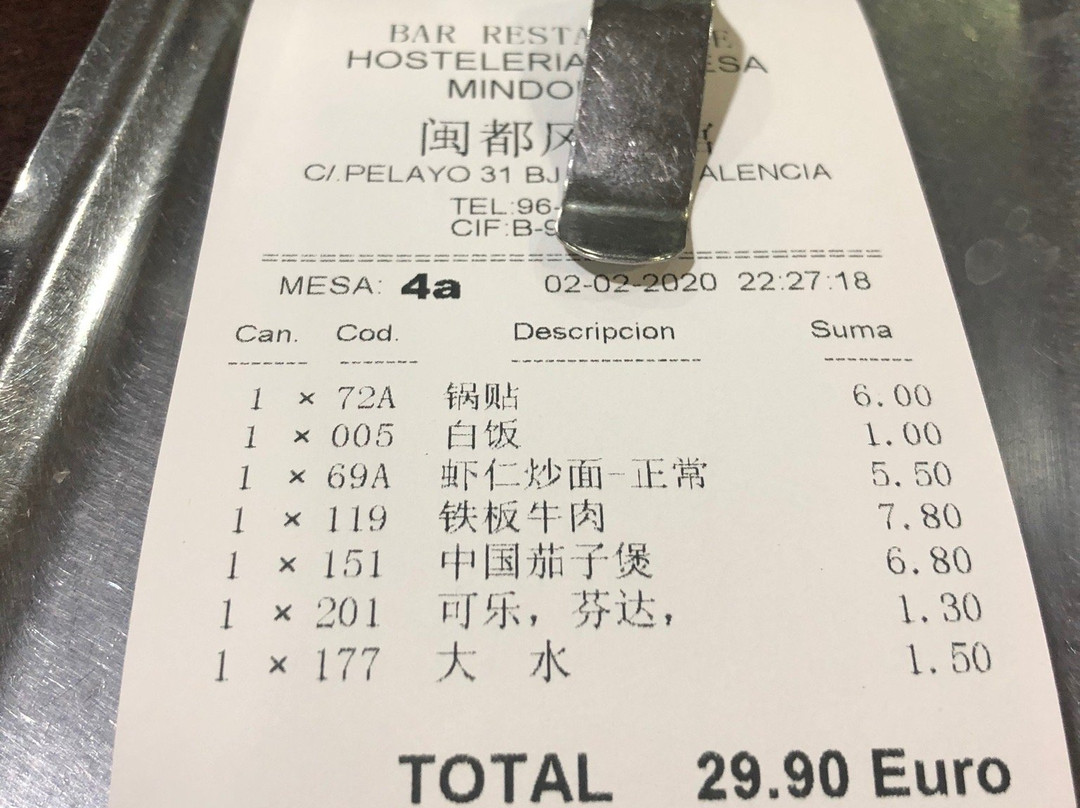 BAR RESTA
HOSTELERIA ESA
MINDO
闽都风
C/.PELAYO 31 BJ ALENCIA
TEL:96-
CIF:B-9
MESA: 4a 02-02-2020 22:27:18
Can. Cod. Descripcion Suma
1 × 72A 锅贴 6.00
1 × 005 白饭 1.00
1 × 69A 虾仁炒面-正常 5.50
1 × 119 铁板牛肉 7.80
1 × 151 中国茄子煲 6.80
1 × 201 可乐, 芬达, 1.30
1 × 177 大 水 1.50
TOTAL 29.90 Euro